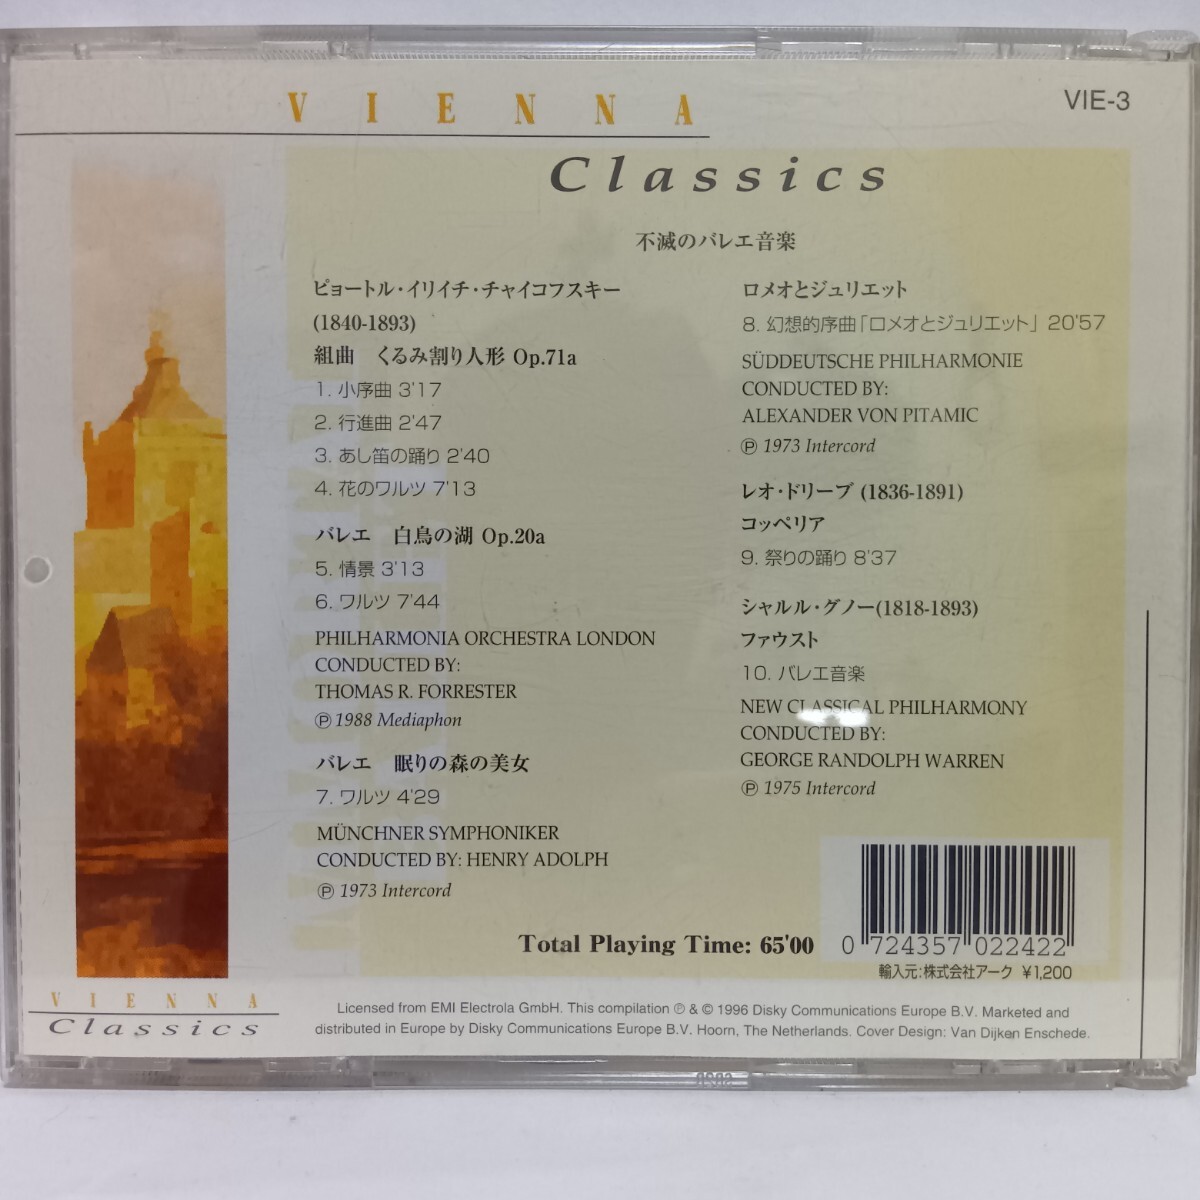 VIENNA
VIE-3
Classics
不滅のバレエ音楽
ピョートル・イリイチ・チャイコフスキー
(1840-1893)
組曲 くるみ割り人形 Op.71a
1. 小序曲 3'17
2. 行進曲 2'47
3. あし笛の踊り 2'40
4. 花のワルツ 7'13
バレエ 白鳥の湖 Op.20a
5. 情景 3'13
6. ワルツ 7'44
PHILHARMONIA ORCHESTRA LONDON
CONDUCTED BY:
THOMAS R. FORRESTER
℗ 1988 Mediaphon
バレエ 眠りの森の美女
7. ワルツ 4'29
MÜNCHNER SYMPHONIKER
CONDUCTED BY: HENRY ADOLPH
℗ 1973 Intercord
ロメオとジュリエット
8. 幻想的序曲「ロメオとジュリエット」 20'57
SÜDDEUTSCHE PHILHARMONIE
CONDUCTED BY:
ALEXANDER VON PITAMIC
℗ 1973 Intercord
レオ・ドリーブ (1836-1891)
コッペリア
9. 祭りの踊り 8'37
シャルル・グノー(1818-1893)
ファウスト
10. バレエ音楽
NEW CLASSICAL PHILHARMONY
CONDUCTED BY:
GEORGE RANDOLPH WARREN
℗ 1975 Intercord
Total Playing Time: 65'00
0 724357 022422
輸入元:株式会社アーク ¥1,200
VIENNA
Classics
Licensed from EMI Electrola GmbH. This compilation ℗ & © 1996 Disky Communications Europe B.V. Marketed and
distributed in Europe by Disky Communications Europe B.V. Hoorn, The Netherlands. Cover Design: Van Dijken Enschede.